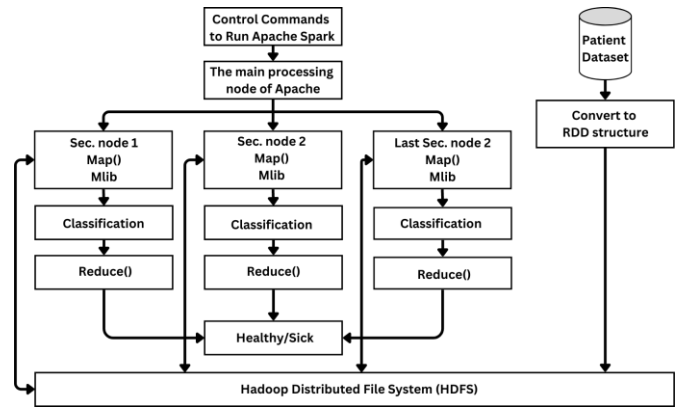 Control Commands
to Run Apache Spark
Patient
Dataset
The main processing
node of Apache
Convert to
RDD structure
Sec. node 1
Map()
Mlib
Sec. node 2
Map()
Mlib
Last Sec. node 2
Map()
Mlib
Classification
Classification
Classification
Reduce()
Reduce()
Reduce()
Healthy/Sick
Hadoop Distributed File System (HDFS)